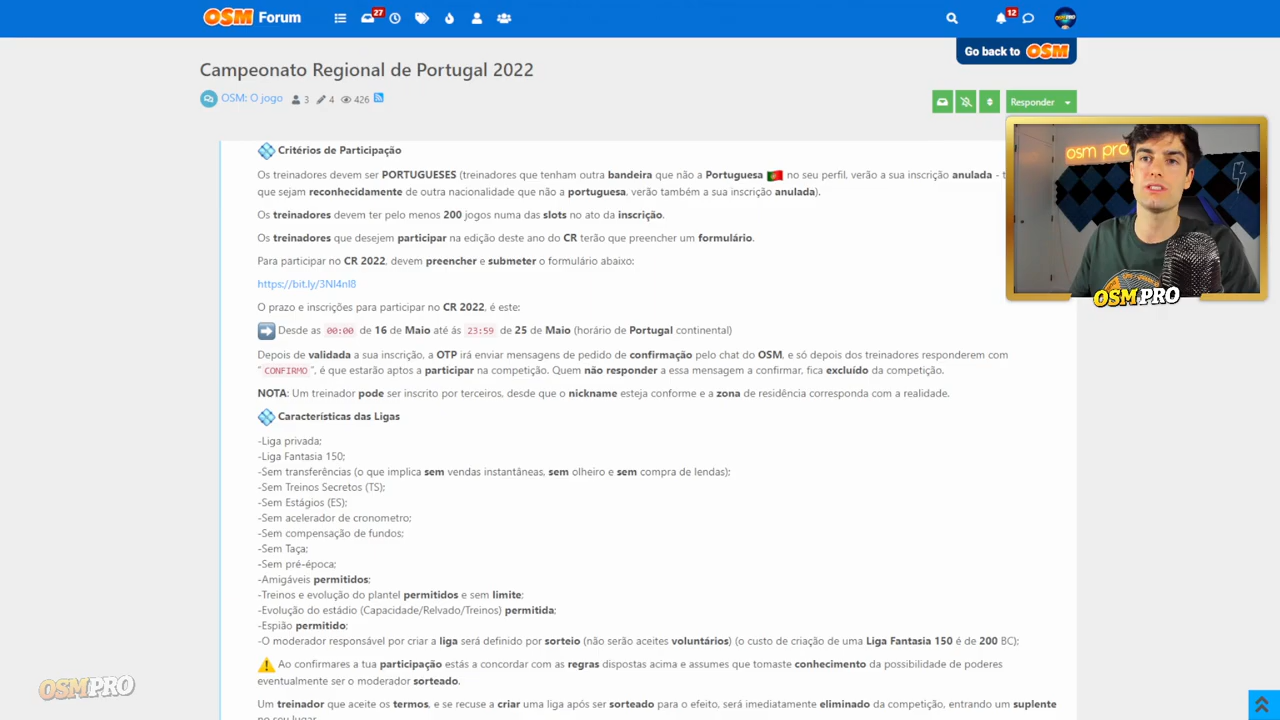 OSM Forum
27
12
Go back to OSM
Campeonato Regional de Portugal 2022
OSM: O jogo 3 4 426
Responder
Critérios de Participação
Os treinadores devem ser PORTUGUESES (treinadores que tenham outra bandeira que não a Portuguesa no seu perfil, verão a sua inscrição anulada -
que sejam reconhecidamente de outra nacionalidade que não a portuguesa, verão também a sua inscrição anulada).
Os treinadores devem ter pelo menos 200 jogos numa das slots no ato da inscrição.
Os treinadores que desejem participar na edição deste ano do CR terão que preencher um formulário.
Para participar no CR 2022, devem preencher e submeter o formulário abaixo:
https://bit.ly/3NI4nI8
O prazo e inscrições para participar no CR 2022, é este:
Desde as 00:00 de 16 de Maio até ás 23:59 de 25 de Maio (horário de Portugal continental)
Depois de validada a sua inscrição, a OTP irá enviar mensagens de pedido de confirmação pelo chat do OSM, e só depois dos treinadores responderem com
"CONFIRMO", é que estarão aptos a participar na competição. Quem não responder a essa mensagem a confirmar, fica excluído da competição.
NOTA: Um treinador pode ser inscrito por terceiros, desde que o nickname esteja conforme e a zona de residência corresponda com a realidade.
Características das Ligas
-Liga privada;
-Liga Fantasia 150;
-Sem transferências (o que implica sem vendas instantâneas, sem olheiro e sem compra de lendas);
-Sem Treinos Secretos (TS);
-Sem Estágios (ES);
-Sem acelerador de cronometro;
-Sem compensação de fundos;
-Sem Taça;
-Sem pré-época;
-Amigáveis permitidos;
-Treinos e evolução do plantel permitidos e sem limite;
-Evolução do estádio (Capacidade/Relvado/Treinos) permitida;
-Espião permitido;
-O moderador responsável por criar a liga será definido por sorteio (não serão aceites voluntários) (o custo de criação de uma Liga Fantasia 150 é de 200 BC);
Ao confirmares a tua participação estás a concordar com as regras dispostas acima e assumes que tomaste conhecimento da possibilidade de poderes
eventualmente ser o moderador sorteado.
Um treinador que aceite os termos, e se recuse a criar uma liga após ser sorteado para o efeito, será imediatamente eliminado da competição, entrando um suplente
no seu lugar
osm pro
OSM PRO
OSMPRO